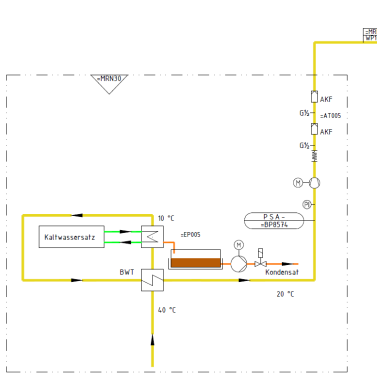 =MRN30
AKF
G½
=AT005
AKF
G½
M
P S A -
=BP8574
10 °C
=EP005
Kaltwassersatz
M
BWT
Kondensat
20 °C
40 °C